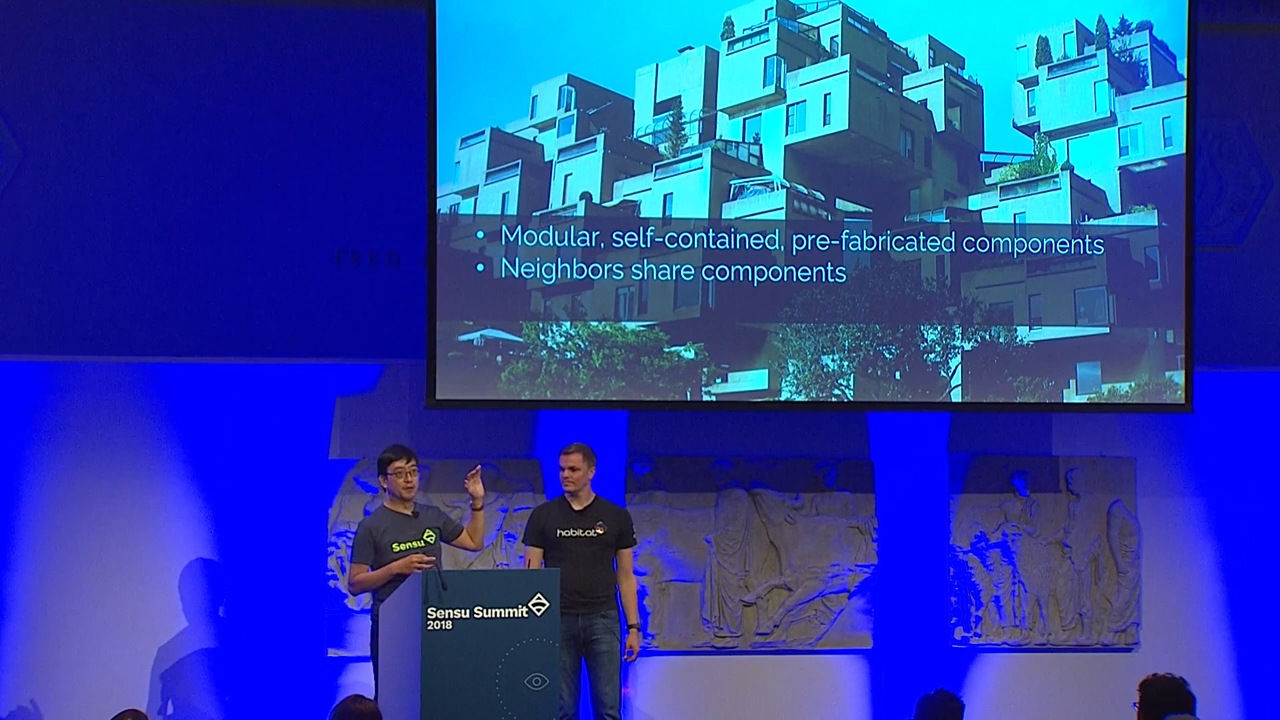 • Modular, self-contained, pre-fabricated components
• Neighbors share components
Sensu
habitat
Sensu Summit
2018